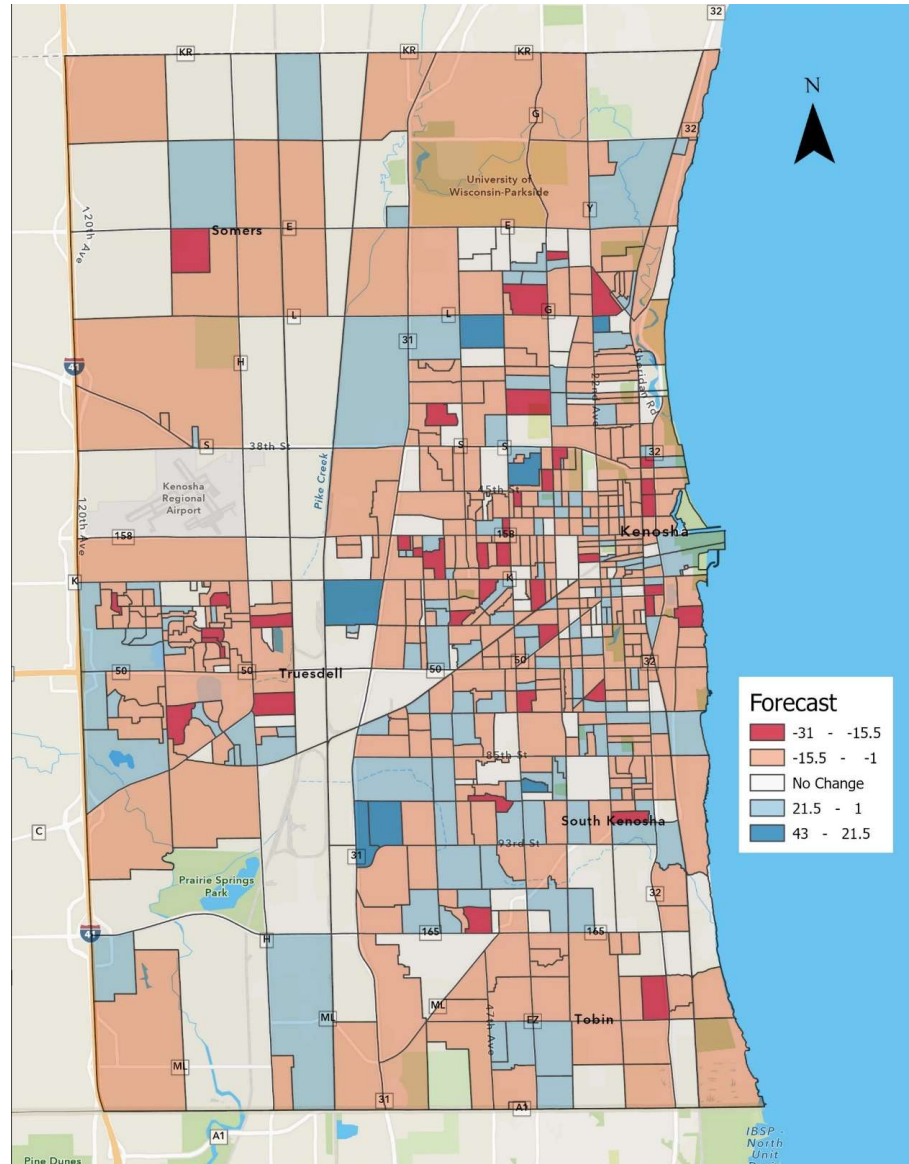 32
KR
KR
KR
N
G
32
University of
Wisconsin-Parkside
Y
120th Ave
Somers
E
E
L
L
G
31
41
H
22nd Ave
Sheridan Rd
S
38th St
S
S
32
Kenosha
Regional
Airport
Pike Creek
45th St
120th Ave
158
158
Kenosha
K
K
50
50
Truesdell
50
50
32
Forecast
-31 - -15.5
-15.5 - -1
No Change
21.5 - 1
43 - 21.5
85th St
C
South Kenosha
93rd St
31
Prairie Springs
Park
32
41
H
165
165
ML
ML
47th Ave
EZ
Tobin
ML
31
A1
A1
IBSP -
North
Unit
Pine Dunes